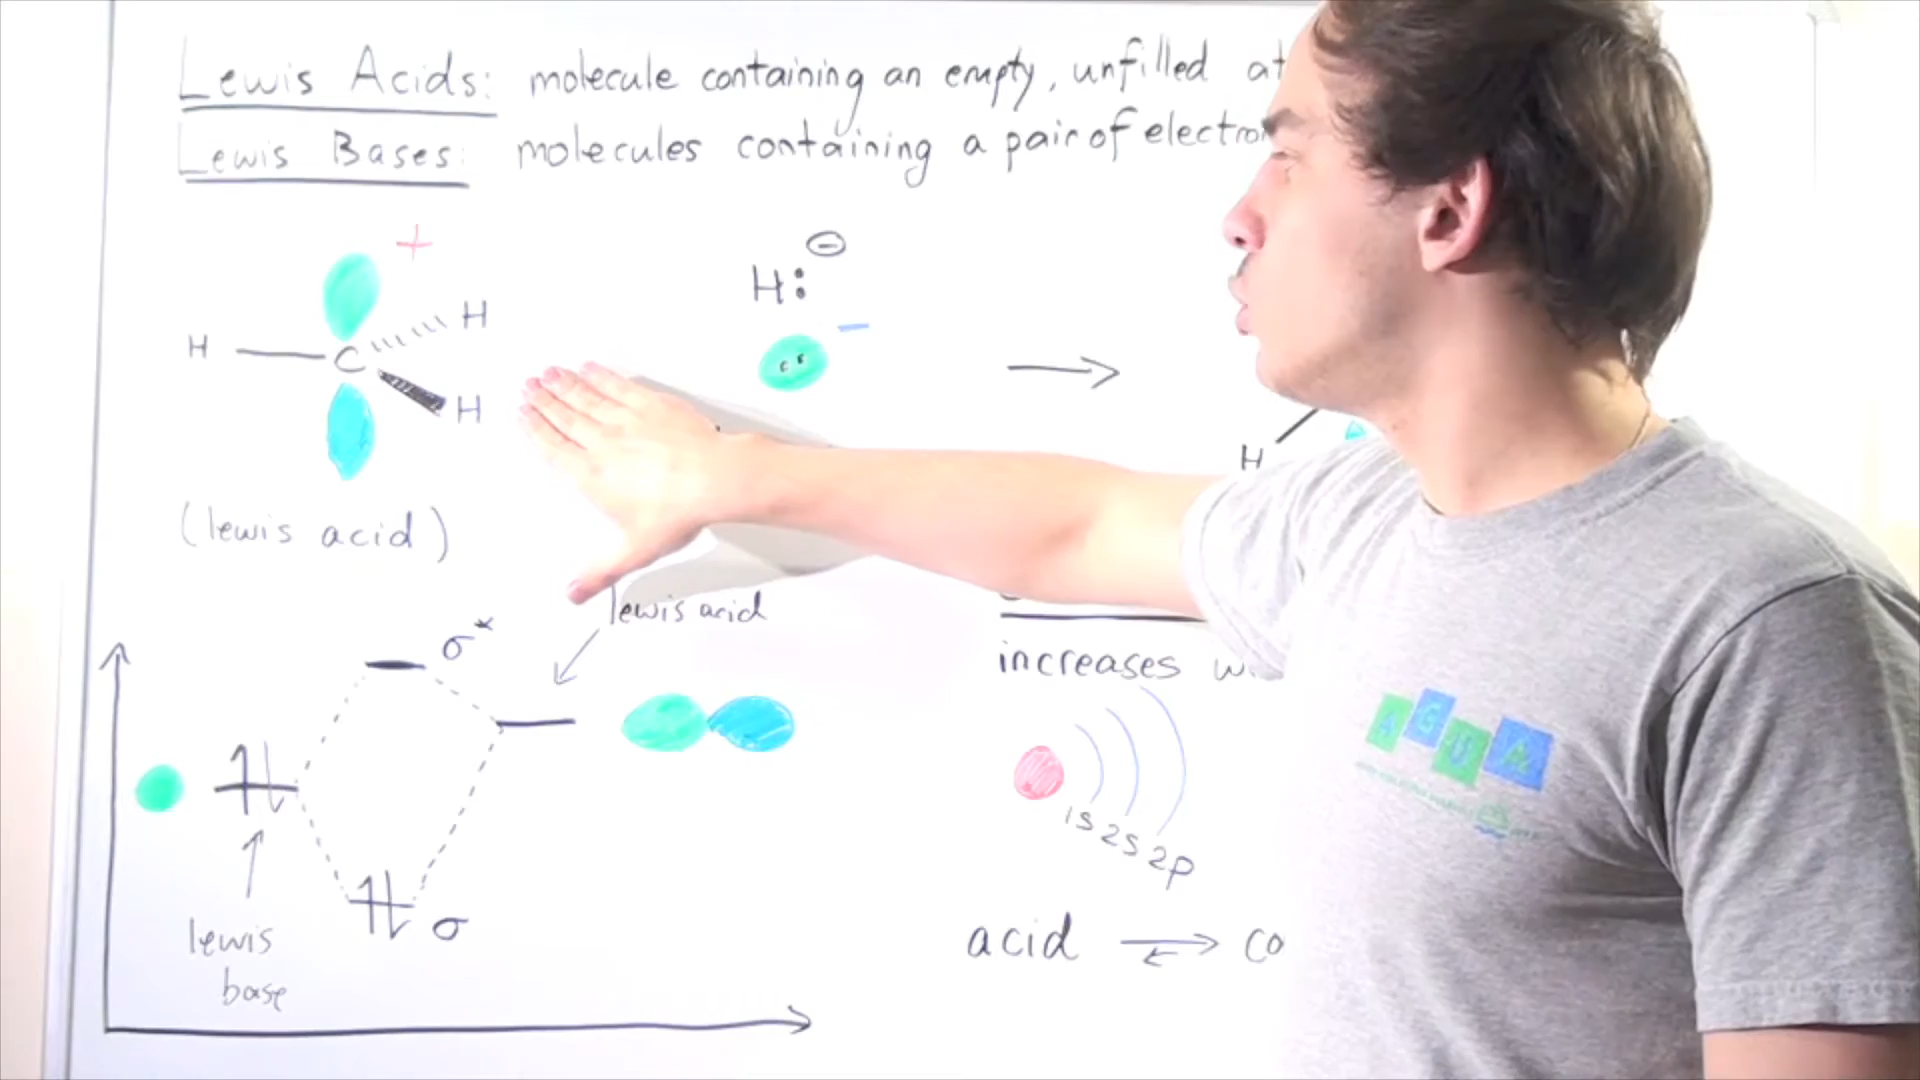 Lewis Acids: molecule containing an empty, unfilled at
Lewis Bases: molecules containing a pair of electron
+
H:⊖
H
C
H
H
−
H
(lewis acid)
lewis acid
σ*
increases w
AGUA
1s 2s 2p
σ
lewis
base
acid ⇌ co